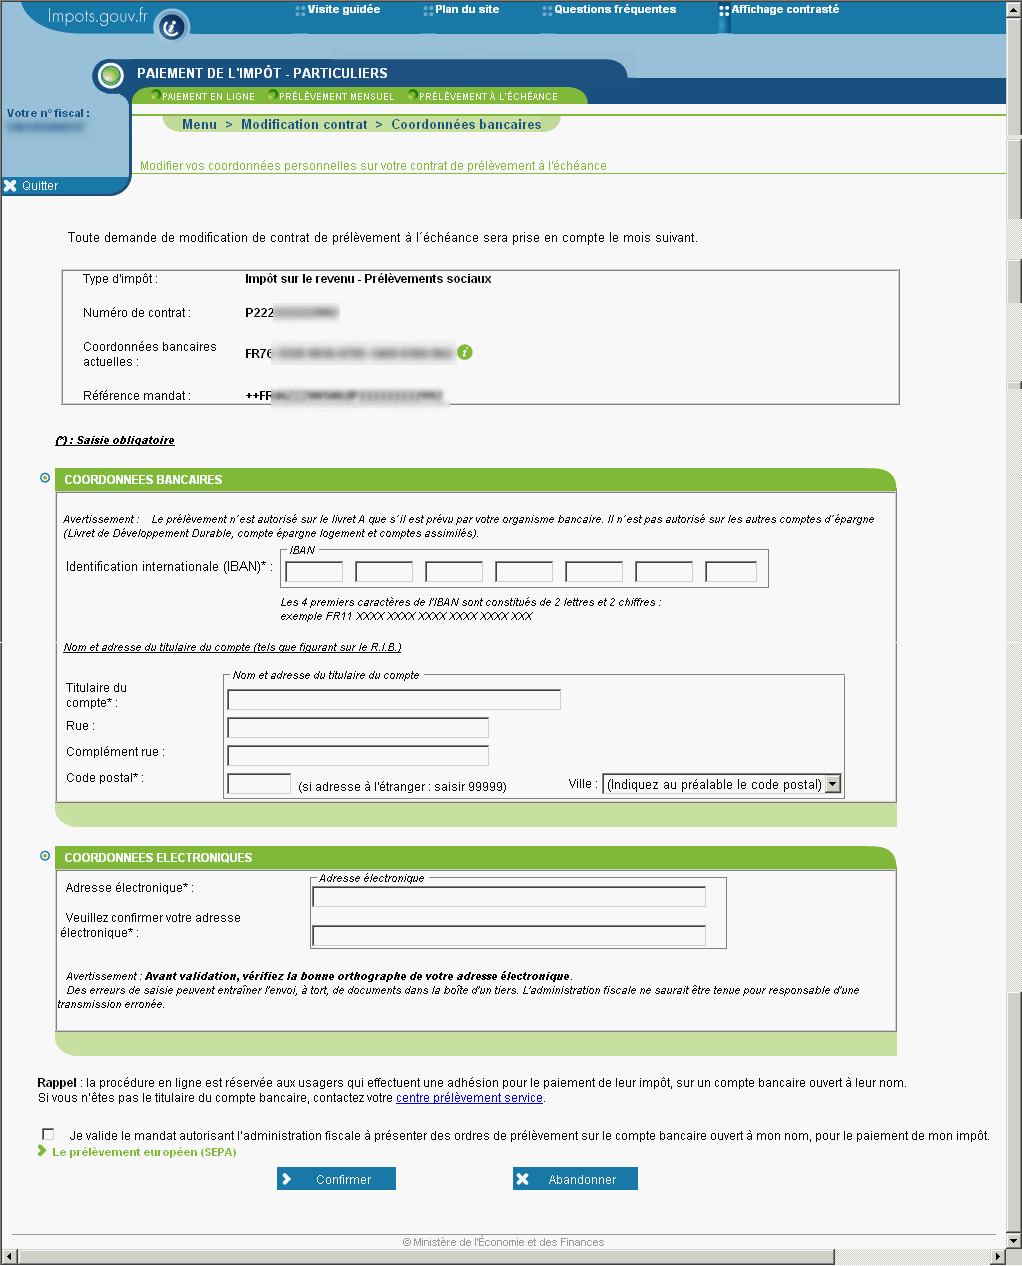 Impots.gouv.fr
Visite guidée
Plan du site
Questions fréquentes
Affichage contrasté
PAIEMENT DE L'IMPÔT - PARTICULIERS
PAIEMENT EN LIGNE
PRÉLÈVEMENT MENSUEL
PRÉLÈVEMENT À L'ÉCHÉANCE
Votre n° fiscal :
Menu > Modification contrat > Coordonnées bancaires
Modifier vos coordonnées personnelles sur votre contrat de prélèvement à l'échéance
Quitter
Toute demande de modification de contrat de prélèvement à l´échéance sera prise en compte le mois suivant.
Type d'impôt : Impôt sur le revenu - Prélèvements sociaux
Numéro de contrat : P222
Coordonnées bancaires actuelles : FR76
Référence mandat : ++FR
(*) : Saisie obligatoire
COORDONNEES BANCAIRES
Avertissement : Le prélèvement n´est autorisé sur le livret A que s´il est prévu par votre organisme bancaire. Il n´est pas autorisé sur les autres comptes d´épargne
(Livret de Développement Durable, compte épargne logement et comptes assimilés).
IBAN
Identification internationale (IBAN)* :
Les 4 premiers caractères de l'IBAN sont constitués de 2 lettres et 2 chiffres :
exemple FR11 XXXX XXXX XXXX XXXX XXXX XXX
Nom et adresse du titulaire du compte (tels que figurant sur le R.I.B.)
Nom et adresse du titulaire du compte
Titulaire du
compte* :
Rue :
Complément rue :
Code postal* :
(si adresse à l'étranger : saisir 99999)
Ville : (Indiquez au préalable le code postal)
COORDONNEES ELECTRONIQUES
Adresse électronique
Adresse électronique* :
Veuillez confirmer votre adresse
électronique* :
Avertissement : Avant validation, vérifiez la bonne orthographe de votre adresse électronique.
Des erreurs de saisie peuvent entraîner l'envoi, à tort, de documents dans la boîte d'un tiers. L'administration fiscale ne saurait être tenue pour responsable d'une
transmission erronée.
Rappel : la procédure en ligne est réservée aux usagers qui effectuent une adhésion pour le paiement de leur impôt, sur un compte bancaire ouvert à leur nom.
Si vous n'êtes pas le titulaire du compte bancaire, contactez votre centre prélèvement service.
Je valide le mandat autorisant l'administration fiscale à présenter des ordres de prélèvement sur le compte bancaire ouvert à mon nom, pour le paiement de mon impôt.
Le prélèvement européen (SEPA)
Confirmer
Abandonner
© Ministère de l'Économie et des Finances